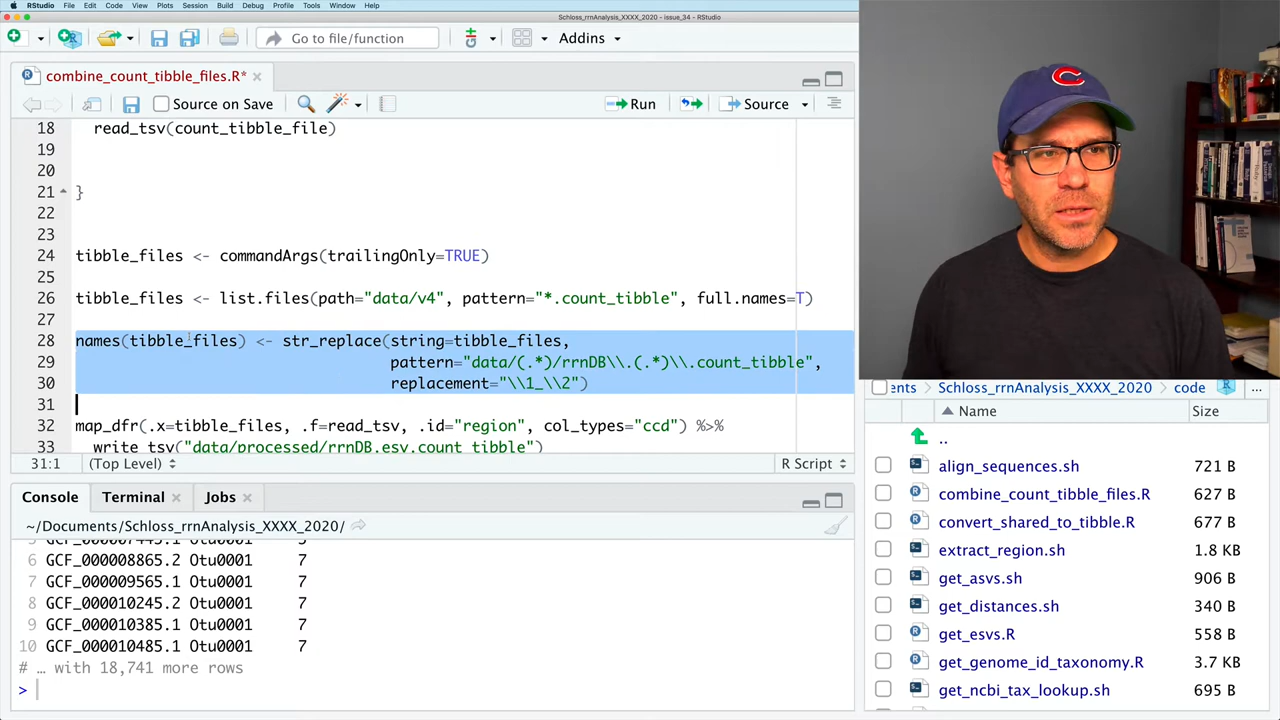 RStudio File Edit Code View Plots Session Build Debug Profile Tools Window Help
Schloss_rrnAnalysis_XXXX_2020 - issue_34 - RStudio
Go to file/function Addins
combine_count_tibble_files.R*
Source on Save Run Source
18 read_tsv(count_tibble_file)
19
20
21 }
22
23
24 tibble_files <- commandArgs(trailingOnly=TRUE)
25
26 tibble_files <- list.files(path="data/v4", pattern="*.count_tibble", full.names=T)
27
28 names(tibble_files) <- str_replace(string=tibble_files,
29 pattern="data/(.*)/rrnDB\\.(.*)\\.count_tibble",
30 replacement="\\1_\\2")
31
32 map_dfr(.x=tibble_files, .f=read_tsv, .id="region", col_types="ccd") %>%
33 write_tsv("data/processed/rrnDB.esv.count_tibble")
31:1 (Top Level) R Script
Console Terminal Jobs
~/Documents/Schloss_rrnAnalysis_XXXX_2020/
6 GCF_000008865.2 Otu0001 7
7 GCF_000009565.1 Otu0001 7
8 GCF_000010245.2 Otu0001 7
9 GCF_000010385.1 Otu0001 7
10 GCF_000010485.1 Otu0001 7
# … with 18,741 more rows
>
ents Schloss_rrnAnalysis_XXXX_2020 code ...
Name Size
..
align_sequences.sh 721 B
combine_count_tibble_files.R 627 B
convert_shared_to_tibble.R 677 B
extract_region.sh 1.8 KB
get_asvs.sh 906 B
get_distances.sh 340 B
get_esvs.R 558 B
get_genome_id_taxonomy.R 3.7 KB
get_ncbi_tax_lookup.sh 695 B